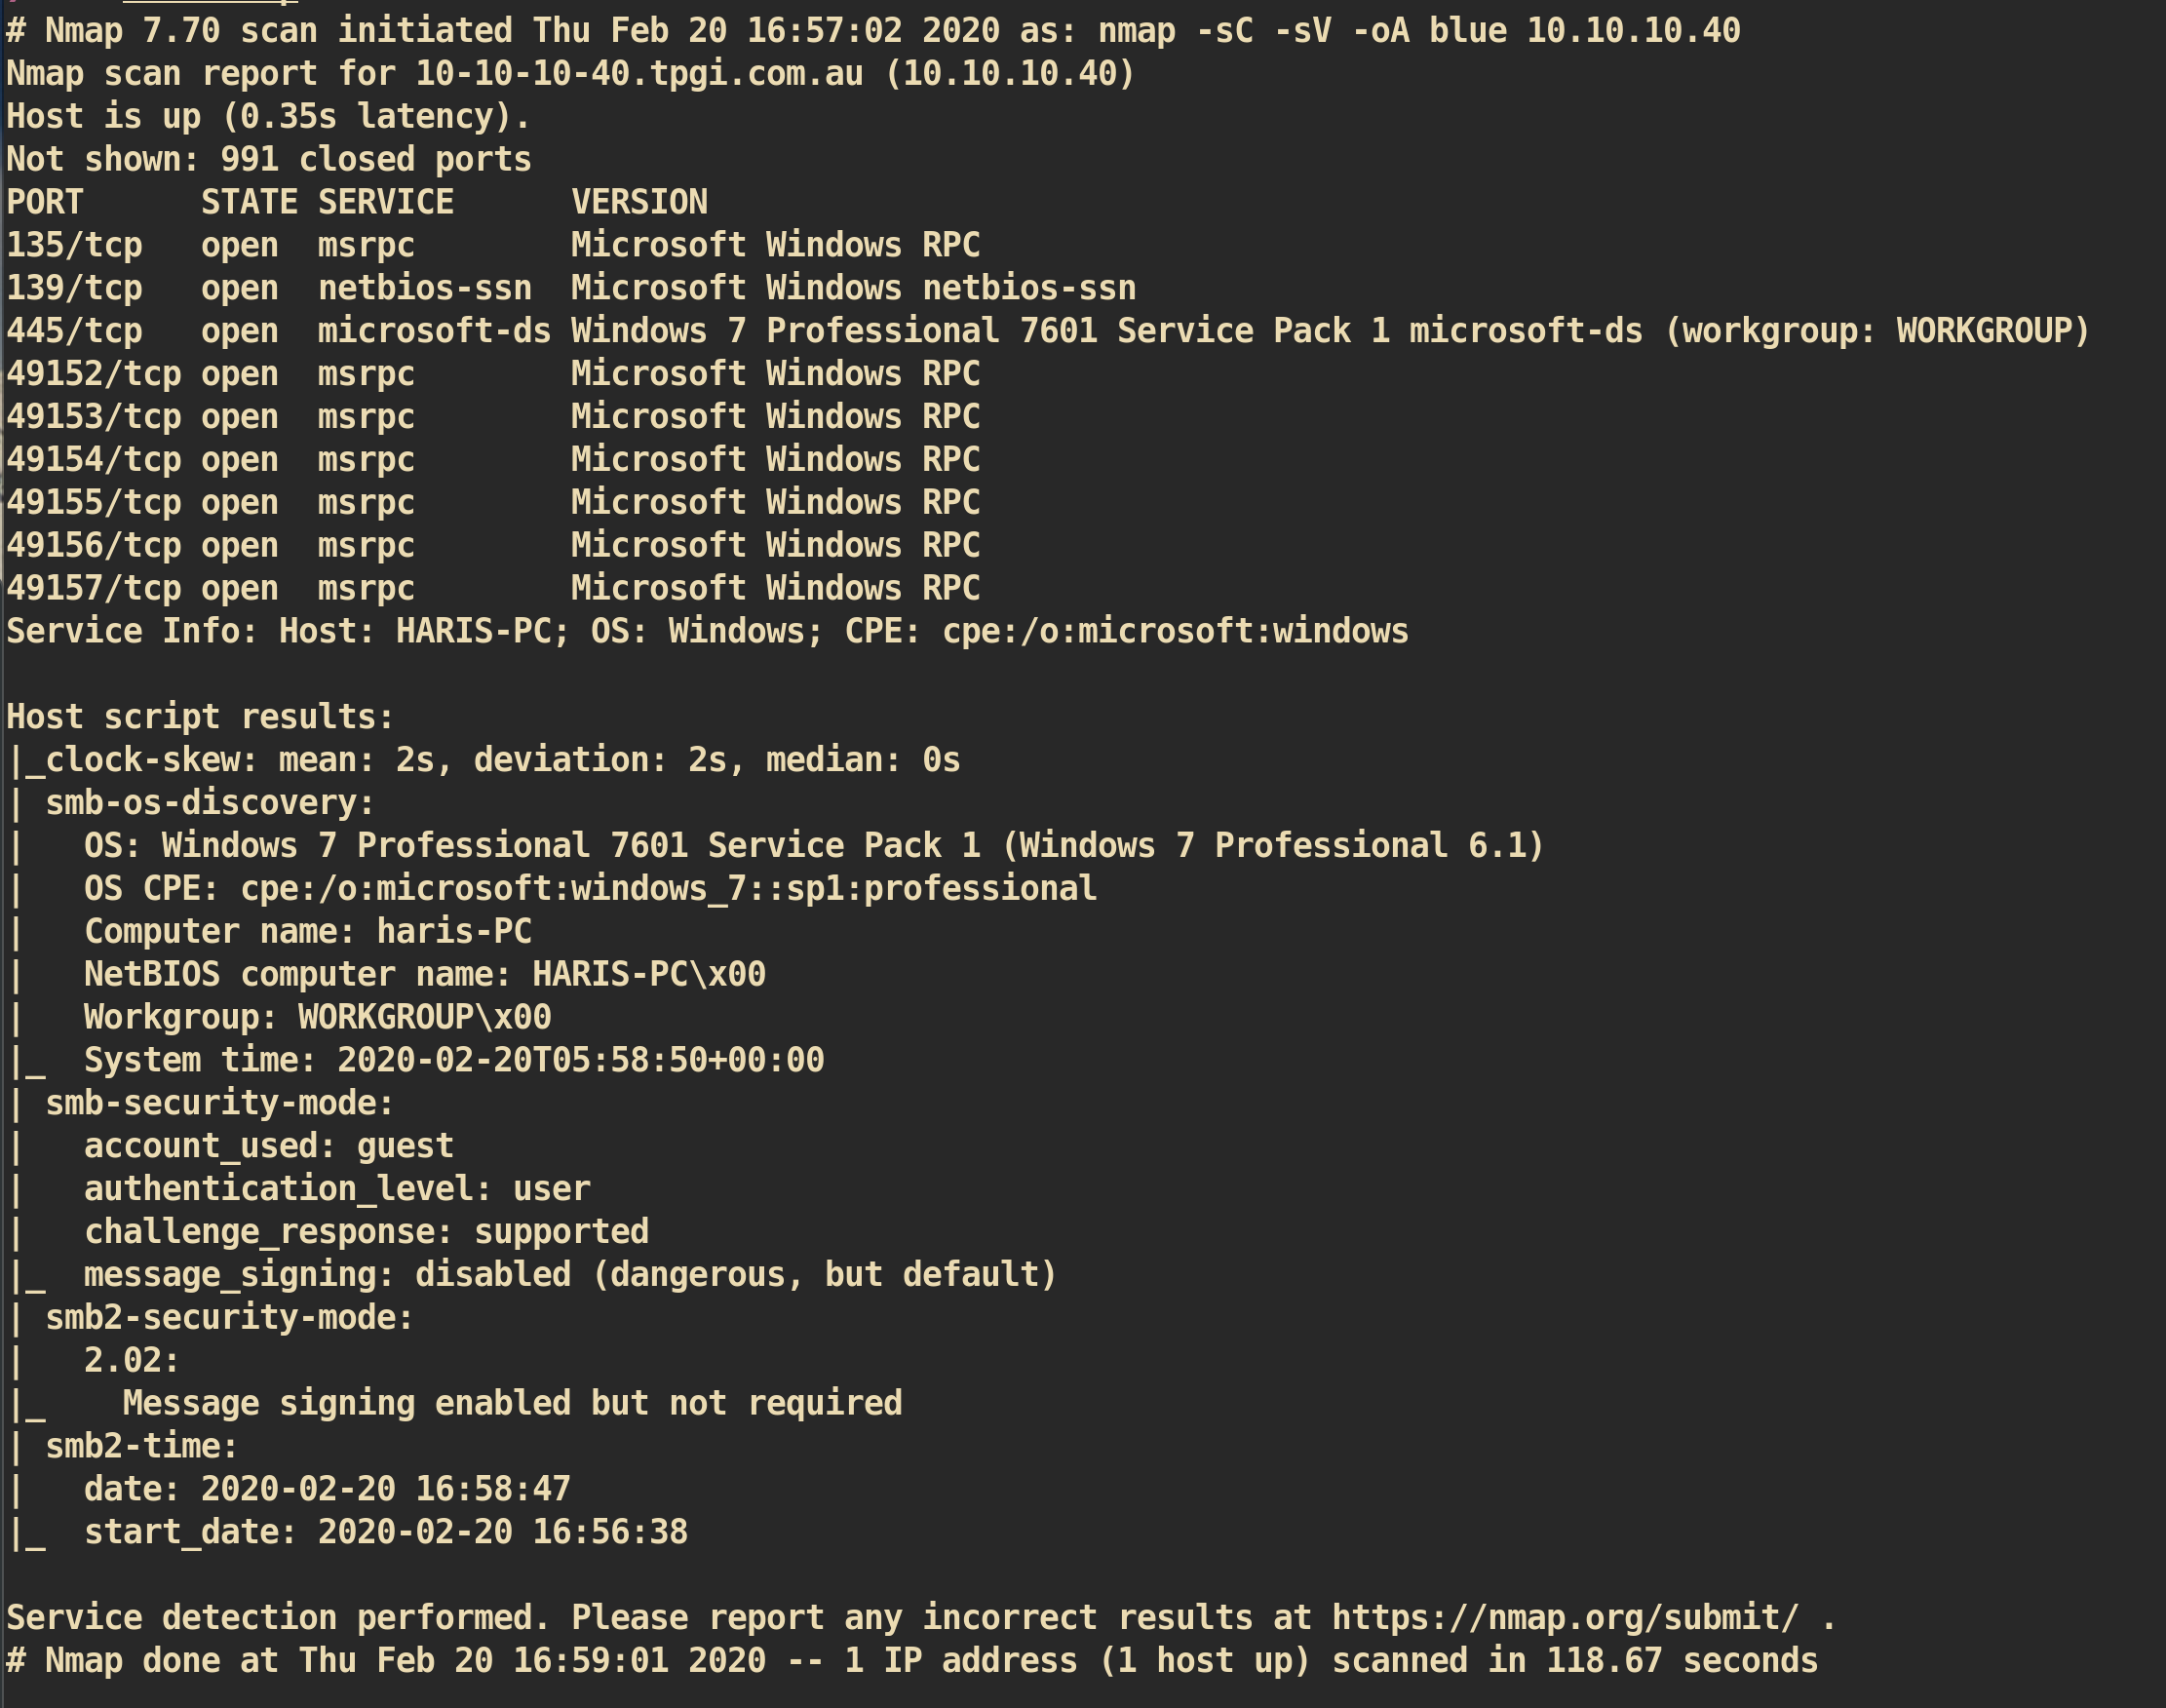 # Nmap 7.70 scan initiated Thu Feb 20 16:57:02 2020 as: nmap -sC -sV -oA blue 10.10.10.40
Nmap scan report for 10-10-10-40.tpgi.com.au (10.10.10.40)
Host is up (0.35s latency).
Not shown: 991 closed ports
PORT      STATE SERVICE      VERSION
135/tcp   open  msrpc        Microsoft Windows RPC
139/tcp   open  netbios-ssn  Microsoft Windows netbios-ssn
445/tcp   open  microsoft-ds Windows 7 Professional 7601 Service Pack 1 microsoft-ds (workgroup: WORKGROUP)
49152/tcp open  msrpc        Microsoft Windows RPC
49153/tcp open  msrpc        Microsoft Windows RPC
49154/tcp open  msrpc        Microsoft Windows RPC
49155/tcp open  msrpc        Microsoft Windows RPC
49156/tcp open  msrpc        Microsoft Windows RPC
49157/tcp open  msrpc        Microsoft Windows RPC
Service Info: Host: HARIS-PC; OS: Windows; CPE: cpe:/o:microsoft:windows

Host script results:
|_clock-skew: mean: 2s, deviation: 2s, median: 0s
| smb-os-discovery:
|   OS: Windows 7 Professional 7601 Service Pack 1 (Windows 7 Professional 6.1)
|   OS CPE: cpe:/o:microsoft:windows_7::sp1:professional
|   Computer name: haris-PC
|   NetBIOS computer name: HARIS-PC\x00
|   Workgroup: WORKGROUP\x00
|_  System time: 2020-02-20T05:58:50+00:00
| smb-security-mode:
|   account_used: guest
|   authentication_level: user
|   challenge_response: supported
|_  message_signing: disabled (dangerous, but default)
| smb2-security-mode:
|   2.02:
|_    Message signing enabled but not required
| smb2-time:
|   date: 2020-02-20 16:58:47
|_  start_date: 2020-02-20 16:56:38

Service detection performed. Please report any incorrect results at https://nmap.org/submit/ .
# Nmap done at Thu Feb 20 16:59:01 2020 -- 1 IP address (1 host up) scanned in 118.67 seconds